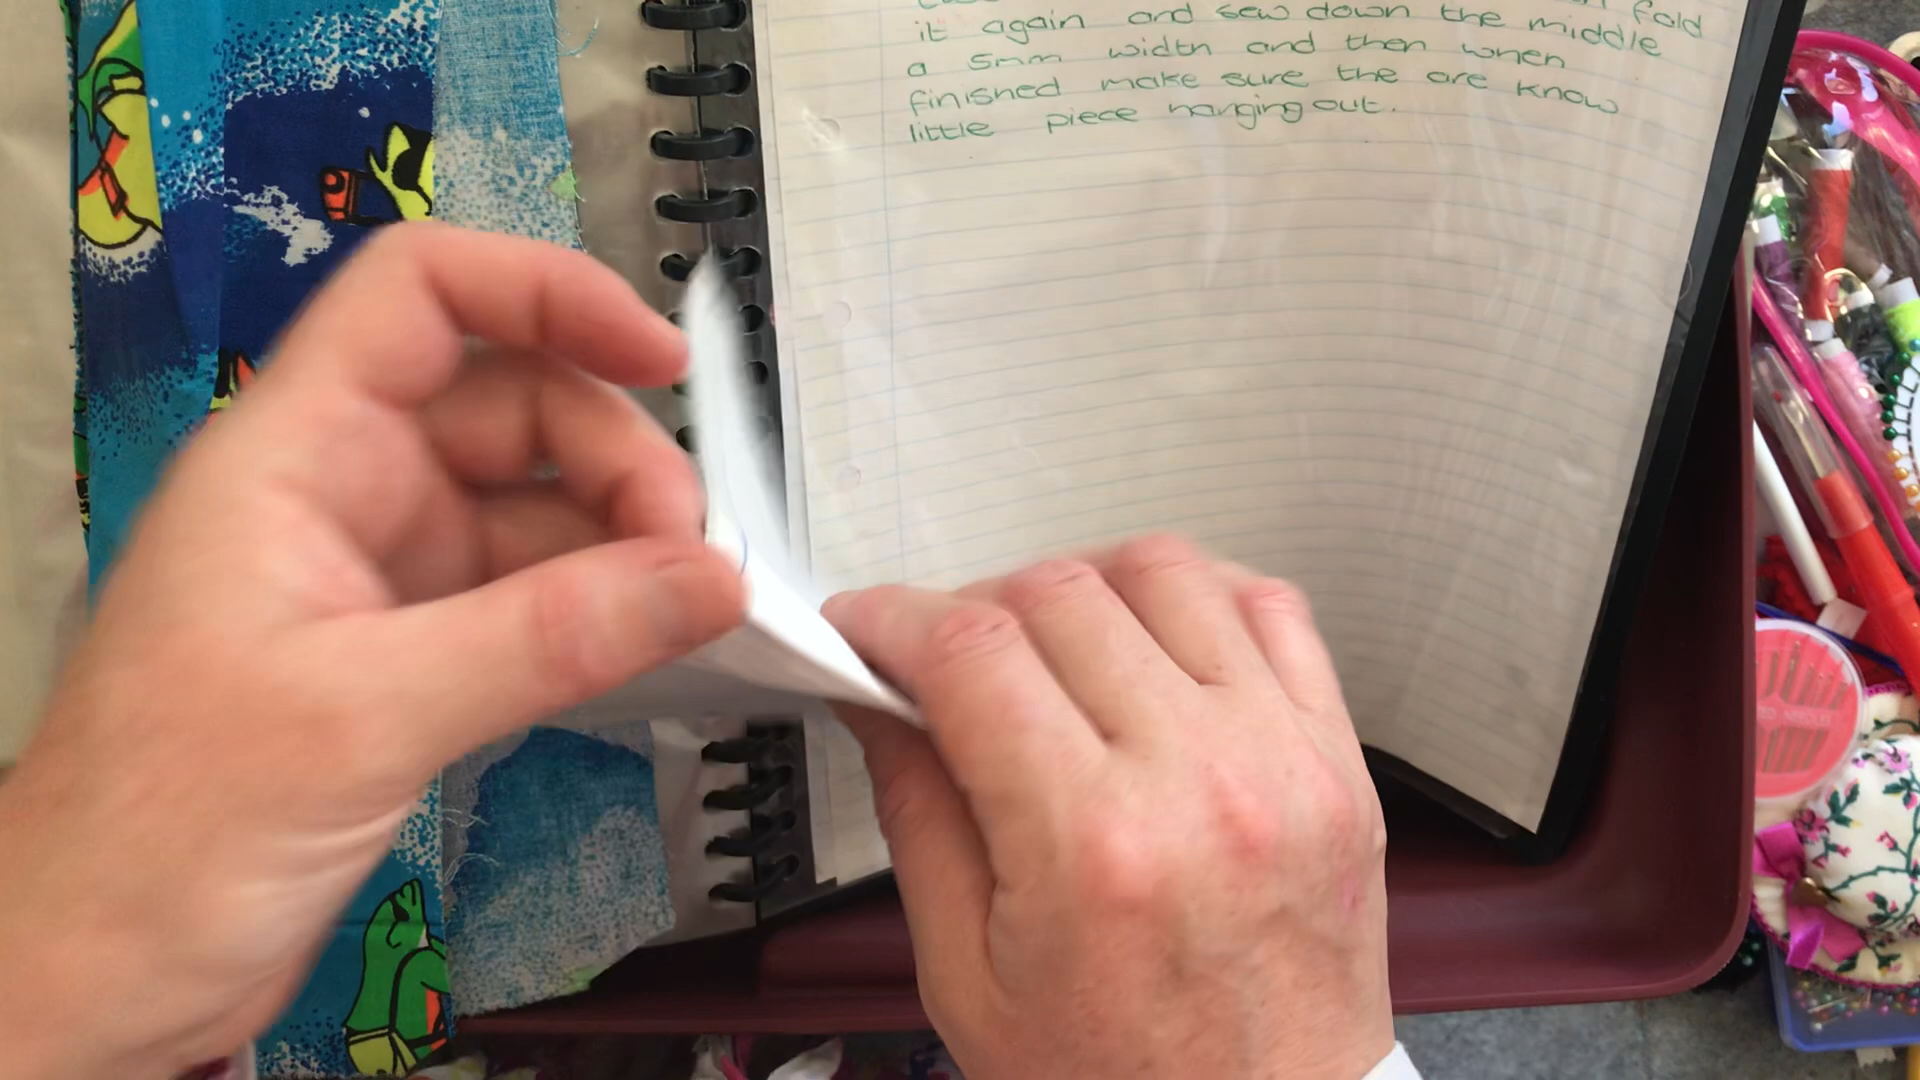 fold
it again and sew down the middle
a 5mm width and then when
finished make sure the are know
little piece hanging out.